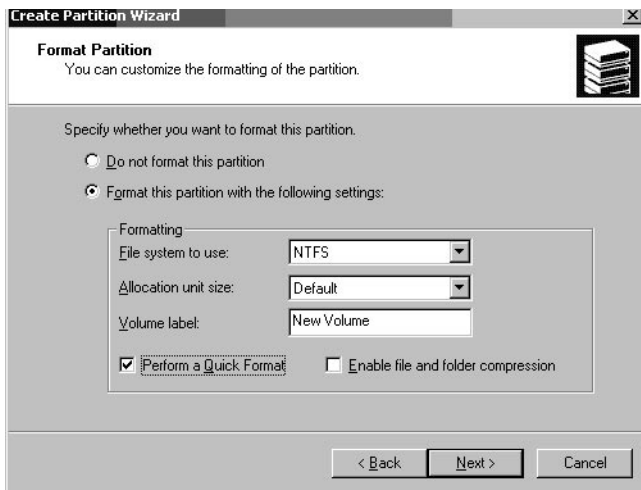 Create Partition Wizard
Format Partition
You can customize the formatting of the partition.
Specify whether you want to format this partition.
Do not format this partition
Format this partition with the following settings:
Formatting
File system to use: NTFS
Allocation unit size: Default
Volume label: New Volume
Perform a Quick Format Enable file and folder compression
< Back Next > Cancel